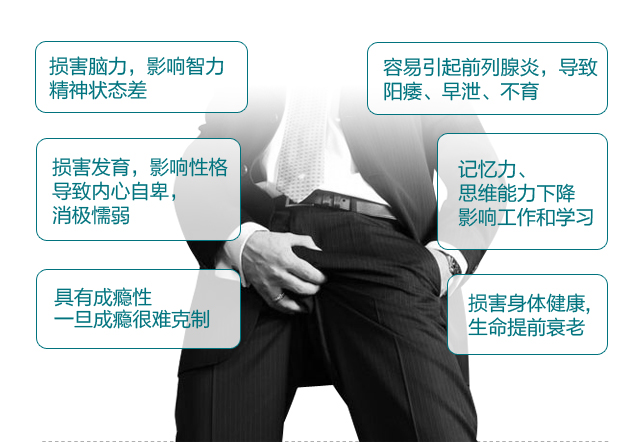 损害脑力，影响智力
精神状态差
容易引起前列腺炎，导致
阳痿、早泄、不育
损害发育，影响性格
导致内心自卑，
消极懦弱
记忆力、
思维能力下降
影响工作和学习
具有成瘾性
一旦成瘾很难克制
损害身体健康，
生命提前衰老